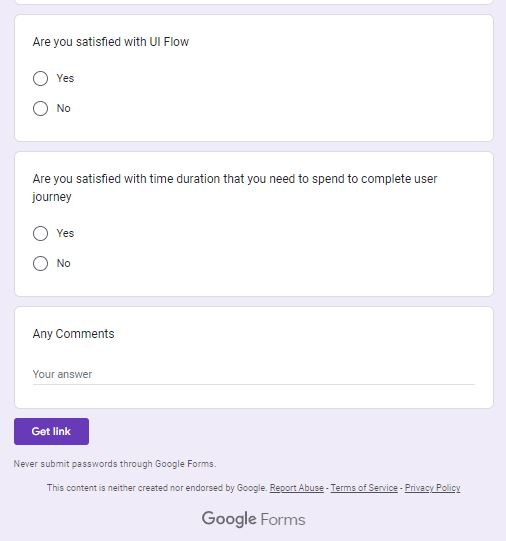 Are you satisfied with UI Flow
Yes
No
Are you satisfied with time duration that you need to spend to complete user
journey
Yes
No
Any Comments
Your answer
Get link
Never submit passwords through Google Forms.
This content is neither created nor endorsed by Google. Report Abuse - Terms of Service - Privacy Policy
Google Forms